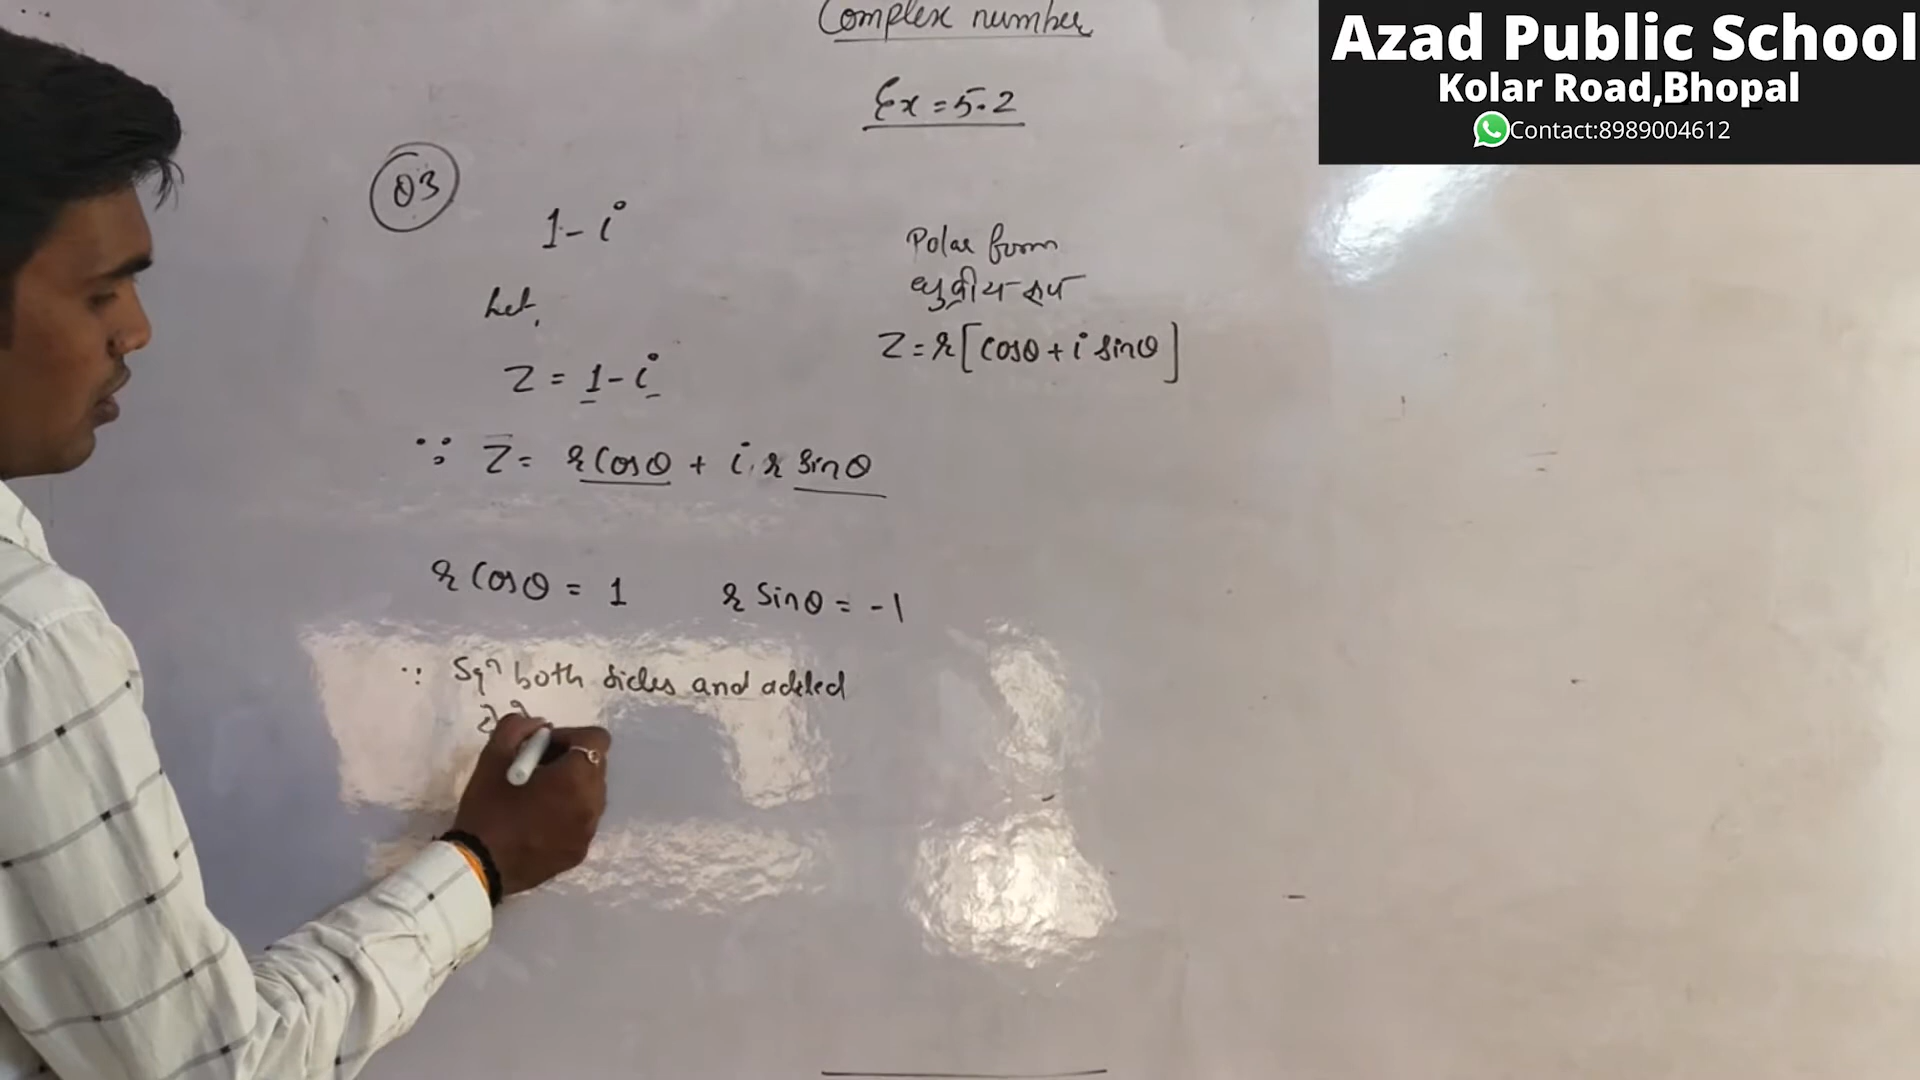 Complex number
Ex = 5.2
Azad Public School
Kolar Road,Bhopal
Contact:8989004612
Q3
1 - i
Let,
Z = 1 - i
∵ Z = r Cosθ + i r Sinθ
r Cosθ = 1 r Sinθ = -1
∵ Sqn both sides and added
Polar form
ध्रुवीय रूप
Z = r [Cosθ + i Sinθ]